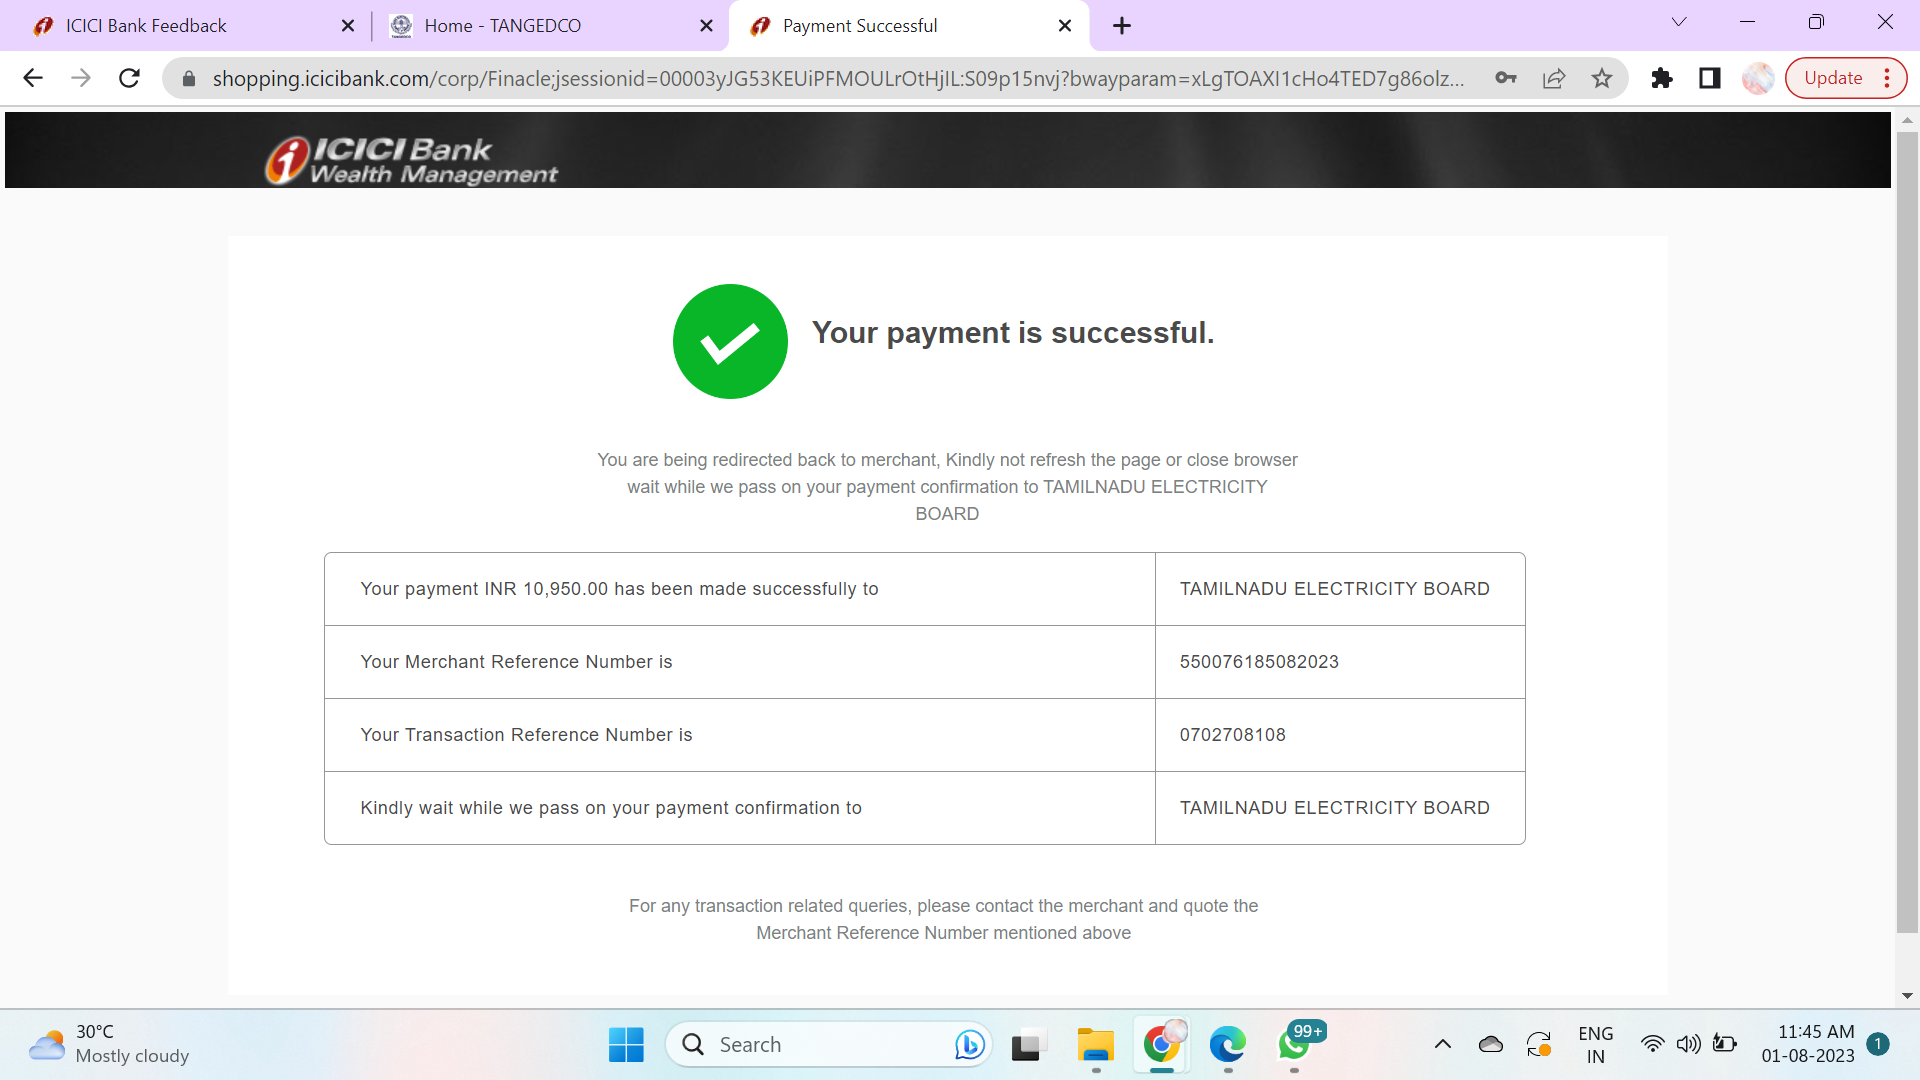 ICICI Bank Feedback
Home - TANGEDCO
Payment Successful
shopping.icicibank.com/corp/Finacle;jsessionid=00003yJG53KEUiPFMOULrOtHjIL:S09p15nvj?bwayparam=xLgTOAXI1cHo4TED7g86olz...
Update
ICICI Bank
Wealth Management
Your payment is successful.
You are being redirected back to merchant, Kindly not refresh the page or close browser
wait while we pass on your payment confirmation to TAMILNADU ELECTRICITY
BOARD
Your payment INR 10,950.00 has been made successfully to TAMILNADU ELECTRICITY BOARD
Your Merchant Reference Number is 550076185082023
Your Transaction Reference Number is 0702708108
Kindly wait while we pass on your payment confirmation to TAMILNADU ELECTRICITY BOARD
For any transaction related queries, please contact the merchant and quote the
Merchant Reference Number mentioned above
30°C
Mostly cloudy
Search
99+
ENG
IN
11:45 AM
01-08-2023
1